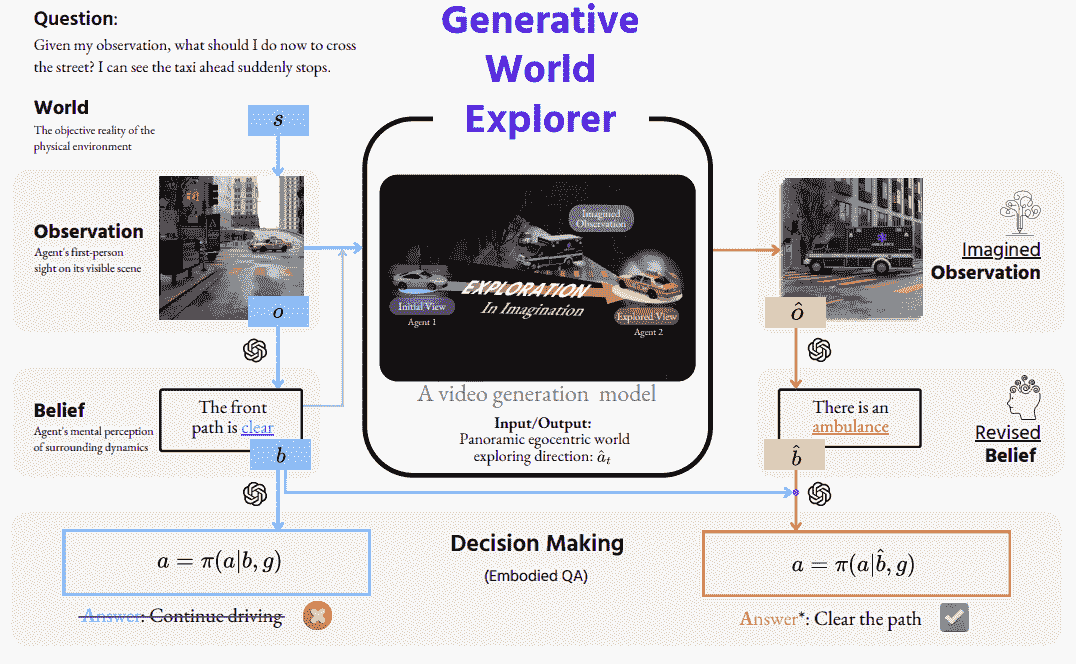 Generative
World
Explorer
Question:
Given my observation, what should I do now to cross
the street? I can see the taxi ahead suddenly stops.
World
The objective reality of the
physical environment
s
Observation
Agent's first-person
sight on its visible scene
o
Belief
Agent's mental perception
of surrounding dynamics
The front
path is clear
b
a = π(a|b, g)
Answer: Continue driving
Imagined
Observation
EXPLORATION
In Imagination
Initial View
Agent 1
Explored View
Agent 2
A video generation model
Input/Output:
Panoramic egocentric world
exploring direction: â_t
Decision Making
(Embodied QA)
Imagined
Observation
ô
There is an
ambulance
Revised
Belief
b̂
a = π(a|b̂, g)
Answer*: Clear the path